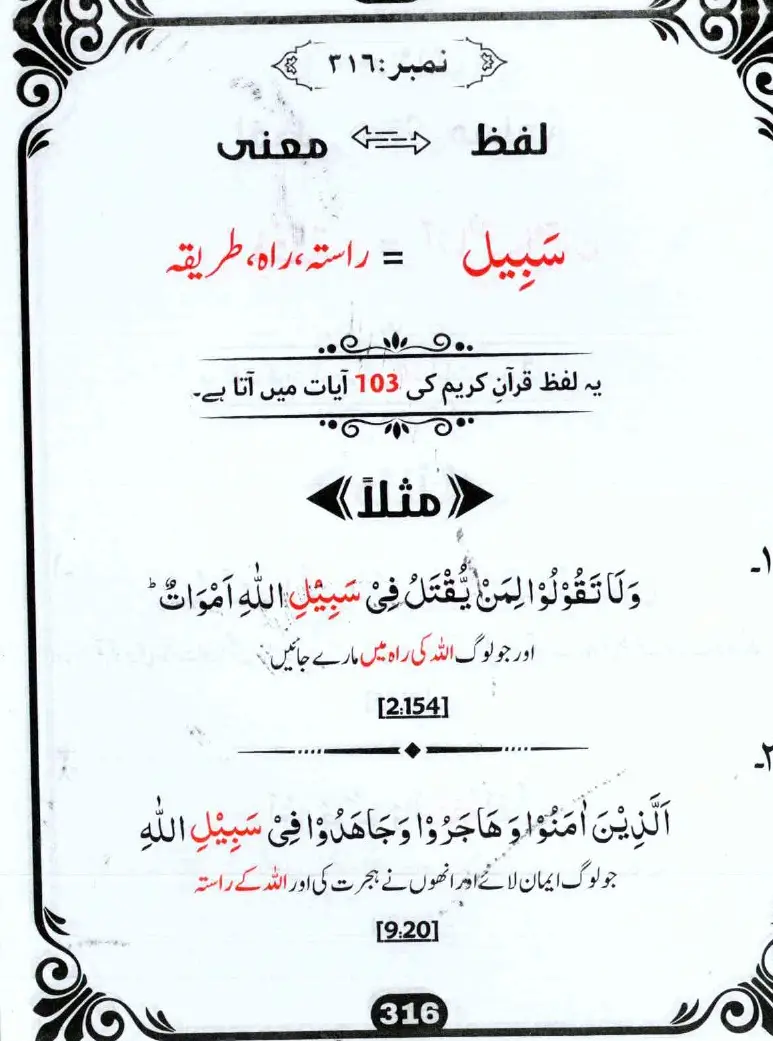 نمبر:۳۱۶
لفظ معنی
سَبِیل = راستہ، راہ، طریقہ
یہ لفظ قرآنِ کریم کی 103 آیات میں آتا ہے۔
مثلاً
۱۔
وَلَا تَقُوْلُوْا لِمَنْ یُّقْتَلُ فِیْ سَبِیْلِ اللّٰهِ اَمْوَاتٌ ؕ
اور جو لوگ اللہ کی راہ میں مارے جائیں
[2:154]
۲۔
اَلَّذِیْنَ اٰمَنُوْا وَ هَاجَرُوْا وَ جَاهَدُوْا فِیْ سَبِیْلِ اللّٰهِ
جو لوگ ایمان لائے اور انھوں نے ہجرت کی اور اللہ کے راستہ
[9:20]
316